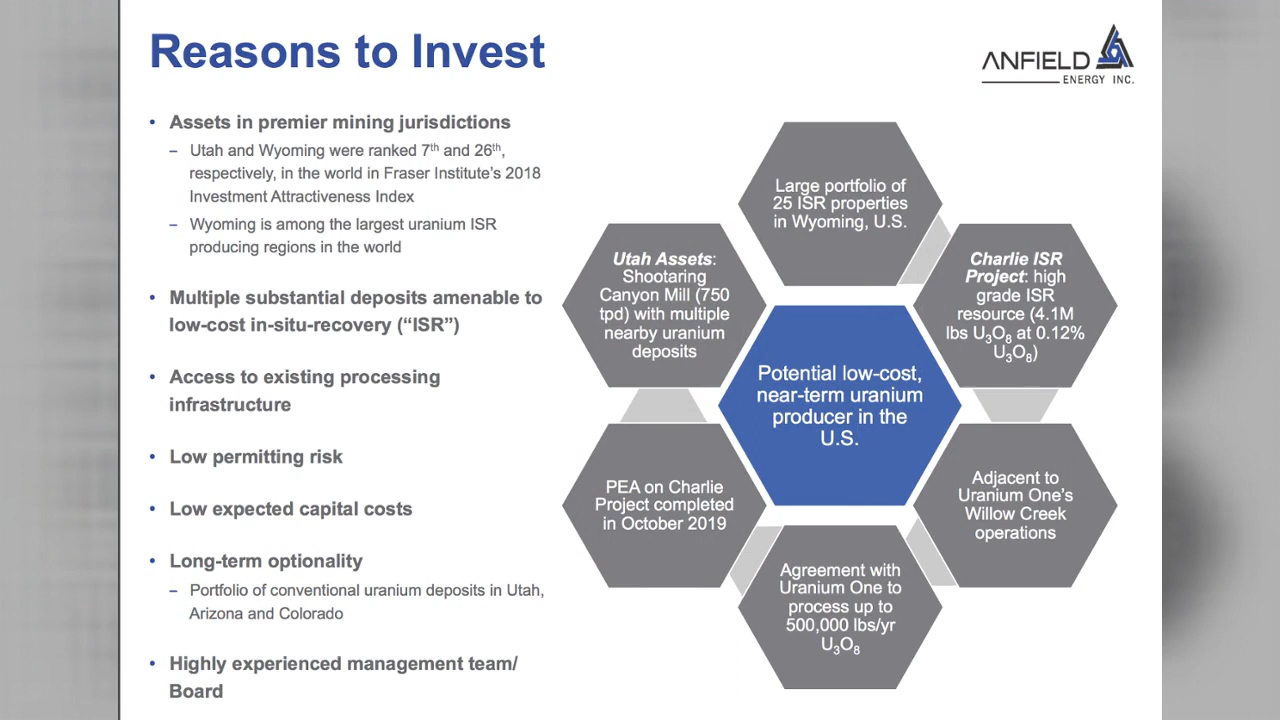 Reasons to Invest
ANFIELD
ENERGY INC.
• Assets in premier mining jurisdictions
– Utah and Wyoming were ranked 7th and 26th,
respectively, in the world in Fraser Institute's 2018
Investment Attractiveness Index
– Wyoming is among the largest uranium ISR
producing regions in the world
• Multiple substantial deposits amenable to
low-cost in-situ-recovery (“ISR”)
• Access to existing processing
infrastructure
• Low permitting risk
• Low expected capital costs
• Long-term optionality
– Portfolio of conventional uranium deposits in Utah,
Arizona and Colorado
• Highly experienced management team/
Board
Large portfolio of
25 ISR properties
in Wyoming, U.S.
Charlie ISR
Project: high
grade ISR
resource (4.1M
lbs U3O8 at 0.12%
U3O8)
Adjacent to
Uranium One's
Willow Creek
operations
Agreement with
Uranium One to
process up to
500,000 lbs/yr
U3O8
PEA on Charlie
Project completed
in October 2019
Utah Assets:
Shootaring
Canyon Mill (750
tpd) with multiple
nearby uranium
deposits
Potential low-cost,
near-term uranium
producer in the
U.S.